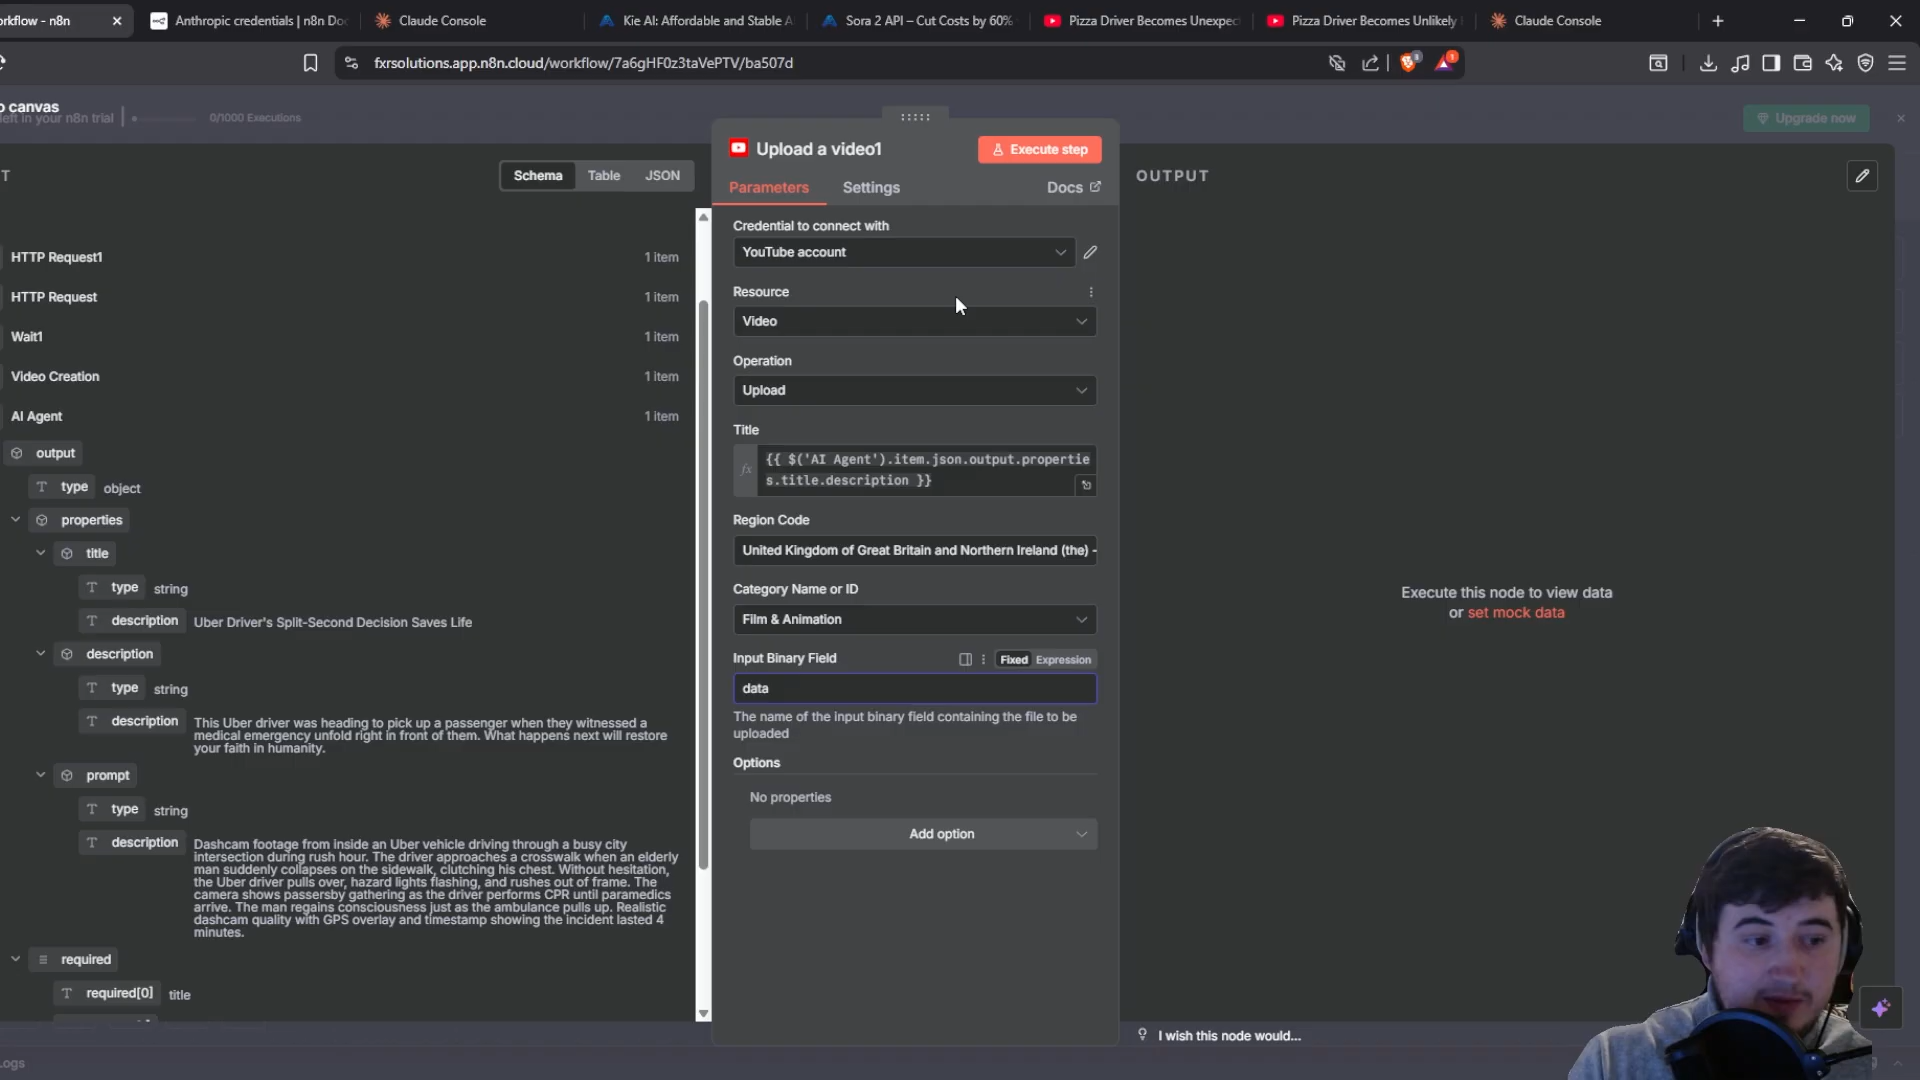 orkflow - n8n
Anthropic credentials | n8n Do
Claude Console
Kie AI: Affordable and Stable A
Sora 2 API – Cut Costs by 60%
Pizza Driver Becomes Unexpec
Pizza Driver Becomes Unlikely
Claude Console
fxrsolutions.app.n8n.cloud/workflow/7a6gHF0z3taVePTV/ba507d
3
1
o canvas
left in your n8n trial
0/1000 Executions
Upgrade now
T
Schema
Table
JSON
HTTP Request1
1 item
HTTP Request
1 item
Wait1
1 item
Video Creation
1 item
AI Agent
1 item
output
T type object
properties
title
T type string
T description Uber Driver's Split-Second Decision Saves Life
description
T type string
T description This Uber driver was heading to pick up a passenger when they witnessed a
medical emergency unfold right in front of them. What happens next will restore
your faith in humanity.
prompt
T type string
T description Dashcam footage from inside an Uber vehicle driving through a busy city
intersection during rush hour. The driver approaches a crosswalk when an elderly
man suddenly collapses on the sidewalk, clutching his chest. Without hesitation,
the Uber driver pulls over, hazard lights flashing, and rushes out of frame. The
camera shows passersby gathering as the driver performs CPR until paramedics
arrive. The man regains consciousness just as the ambulance pulls up. Realistic
dashcam quality with GPS overlay and timestamp showing the incident lasted 4
minutes.
required
T required[0] title
Logs
Upload a video1
Execute step
Parameters
Settings
Docs
Credential to connect with
YouTube account
Resource
Video
Operation
Upload
Title
fx
{{ $('AI Agent').item.json.output.propertie
s.title.description }}
Region Code
United Kingdom of Great Britain and Northern Ireland (the) -
Category Name or ID
Film & Animation
Input Binary Field
Fixed
Expression
data
The name of the input binary field containing the file to be
uploaded
Options
No properties
Add option
OUTPUT
Execute this node to view data
or set mock data
I wish this node would...